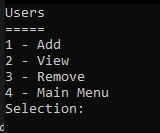 Users
=====
1 - Add
2 - View
3 - Remove
4 - Main Menu
Selection: